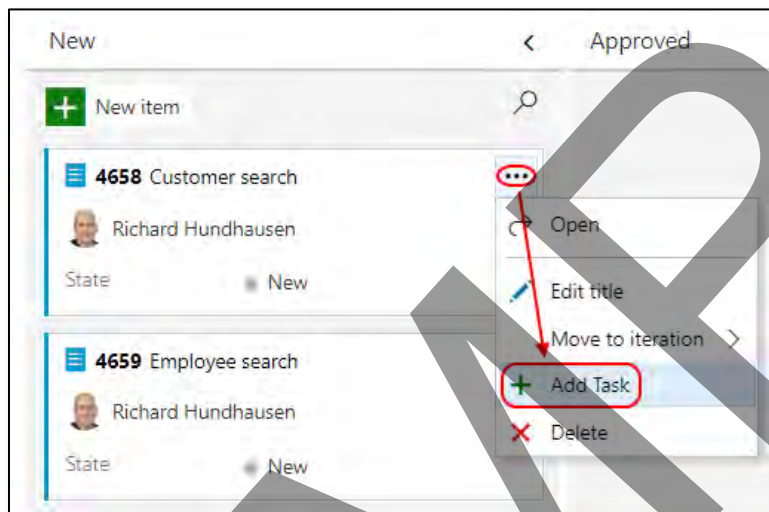 New
Approved
New item
4658 Customer search
Richard Hundhausen
State New
4659 Employee search
Richard Hundhausen
State New
Open
Edit title
Move to iteration
Add Task
Delete